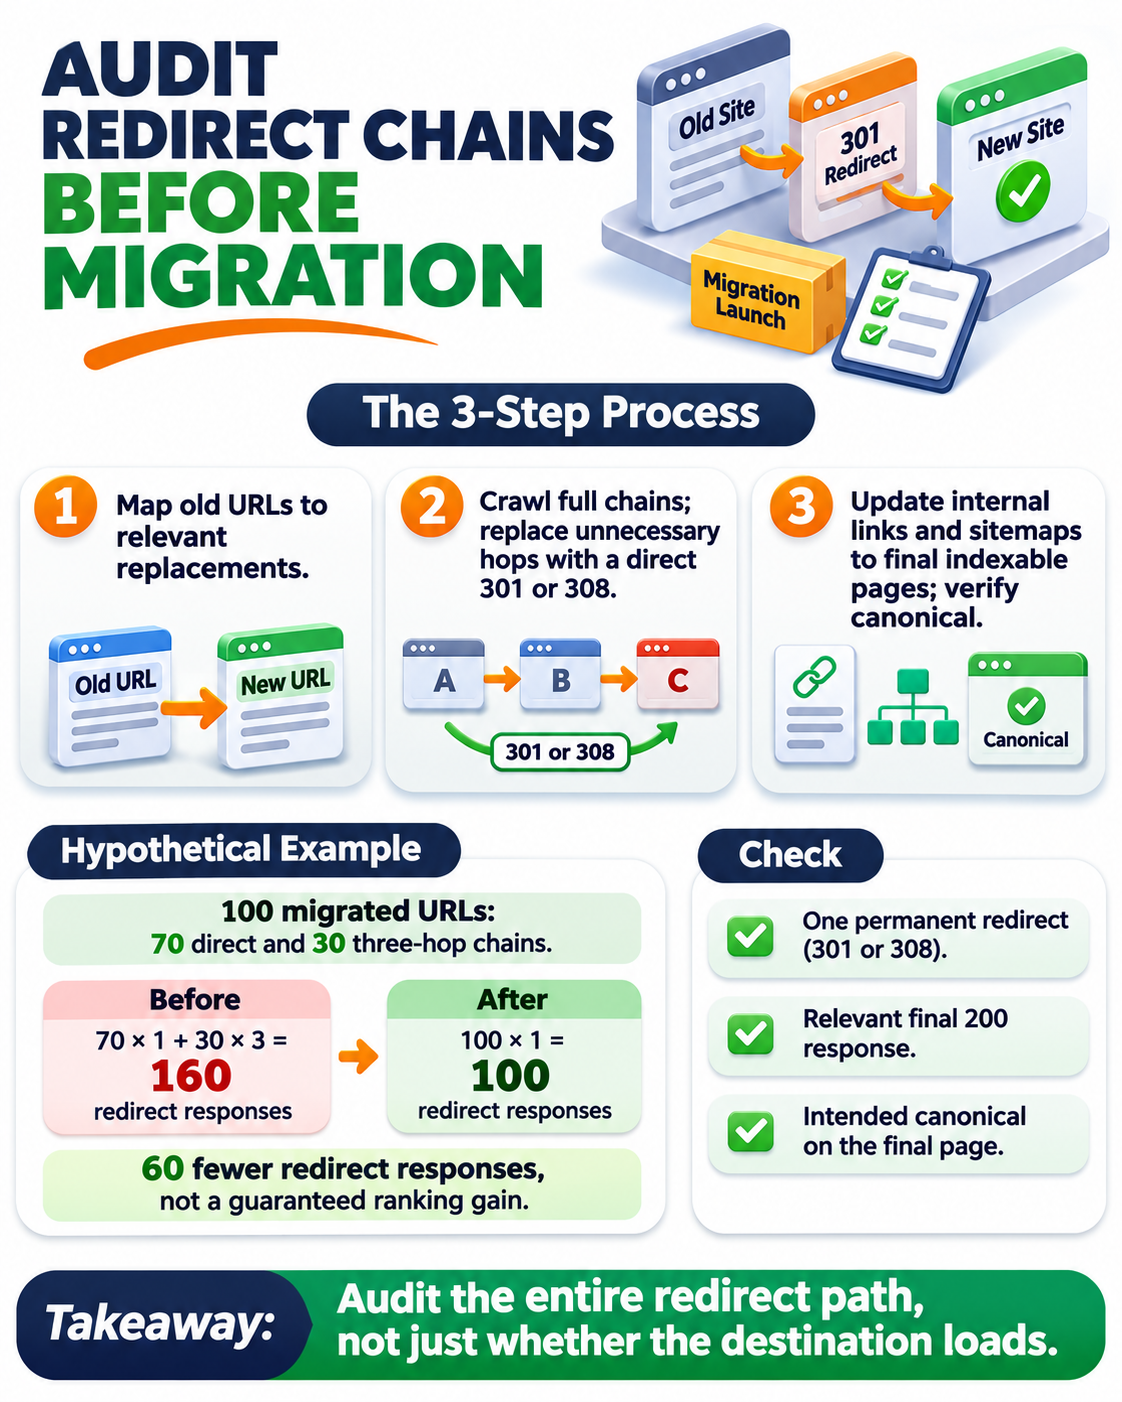 AUDIT
REDIRECT CHAINS
BEFORE
MIGRATION
Old Site
301
Redirect
New Site
Migration
Launch
The 3-Step Process
1
Map old URLs to
relevant
replacements.
Old URL
New URL
2
Crawl full chains;
replace unnecessary
hops with a direct
301 or 308.
A
B
C
301 or 308
3
Update internal
links and sitemaps
to final indexable
pages; verify
canonical.
Canonical
Hypothetical Example
100 migrated URLs:
70 direct and 30 three-hop chains.
Before
70 × 1 + 30 × 3 =
160
redirect responses
After
100 × 1 =
100
redirect responses
60 fewer redirect responses,
not a guaranteed ranking gain.
Check
One permanent redirect
(301 or 308).
Relevant final 200
response.
Intended canonical
on the final page.
Takeaway:
Audit the entire redirect path,
not just whether the destination loads.